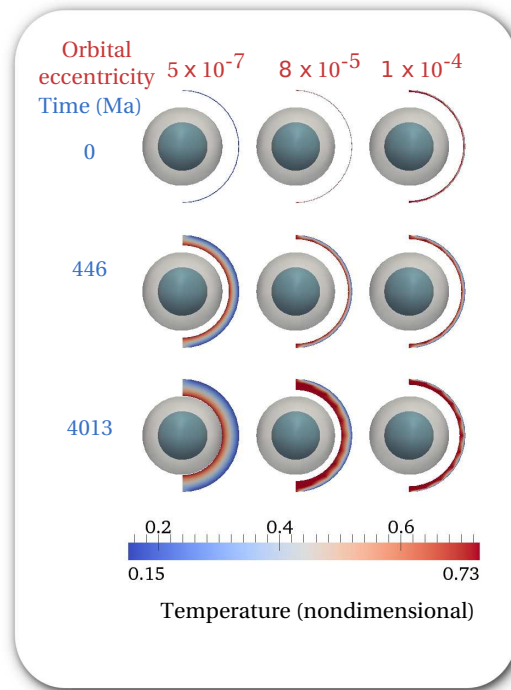 Orbital
eccentricity 5 x 10-7 8 x 10-5 1 x 10-4
Time (Ma)
0
446
4013
0.2 0.4 0.6
0.15 0.73
Temperature (nondimensional)